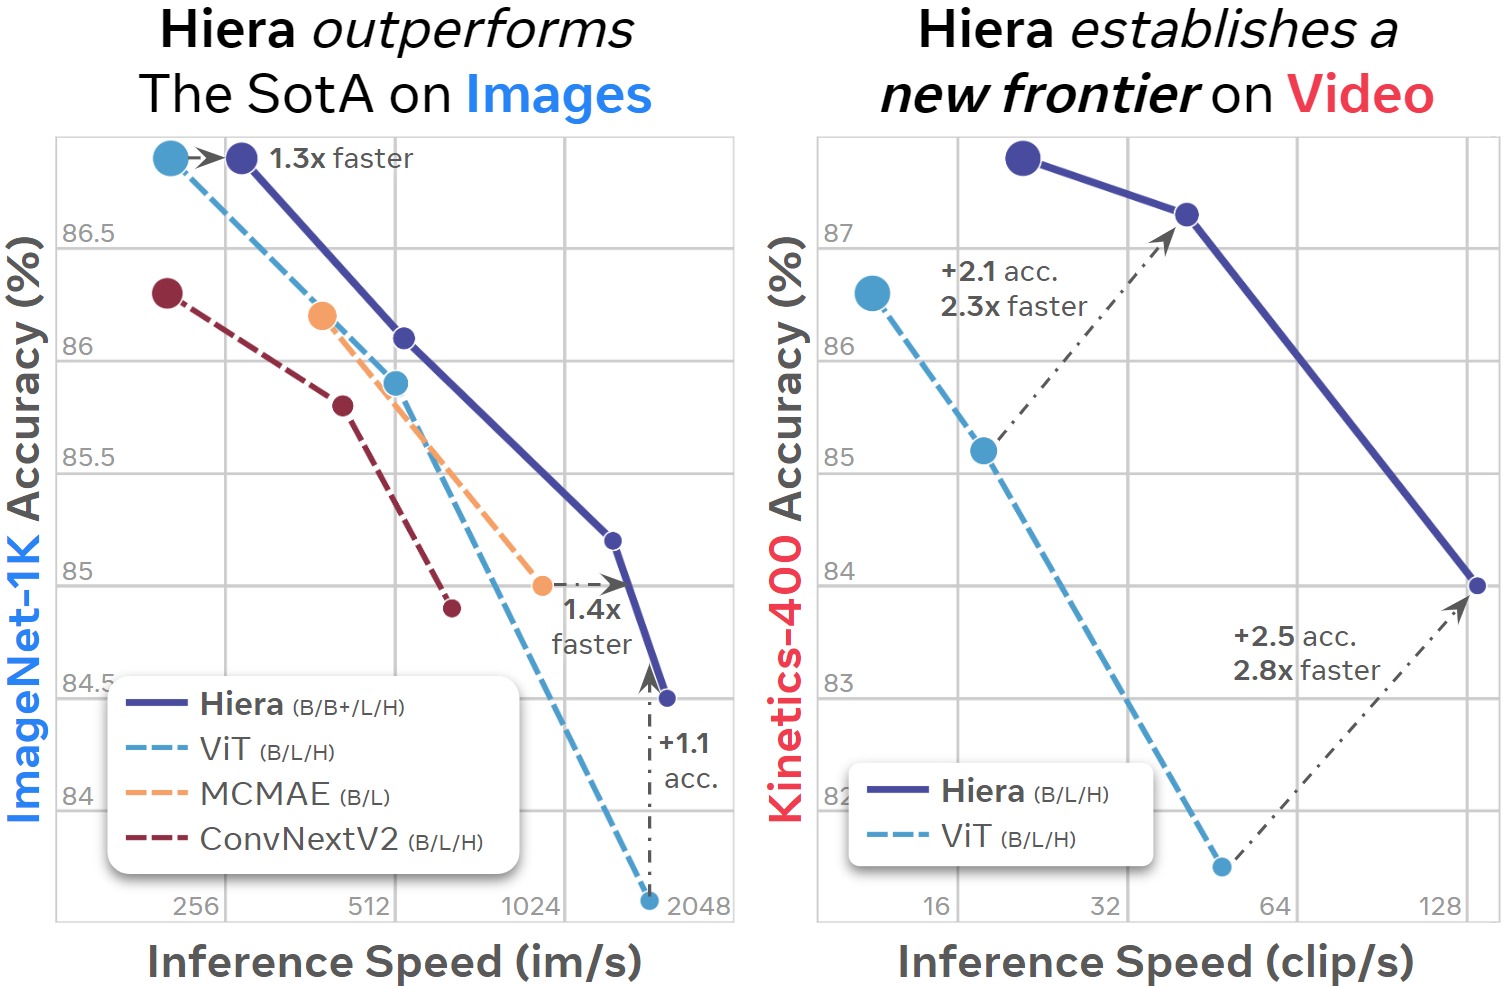 Hiera outperforms
The SotA on Images
ImageNet-1K Accuracy (%)
86.5
86
85.5
85
84.5
84
1.3x faster
1.4x
faster
+1.1
acc.
Hiera (B/B+/L/H)
ViT (B/L/H)
MCMAE (B/L)
ConvNextV2 (B/L/H)
256
512
1024
2048
Inference Speed (im/s)
Hiera establishes a
new frontier on Video
Kinetics-400 Accuracy (%)
87
86
85
84
83
82
+2.1 acc.
2.3x faster
+2.5 acc.
2.8x faster
Hiera (B/L/H)
ViT (B/L/H)
16
32
64
128
Inference Speed (clip/s)